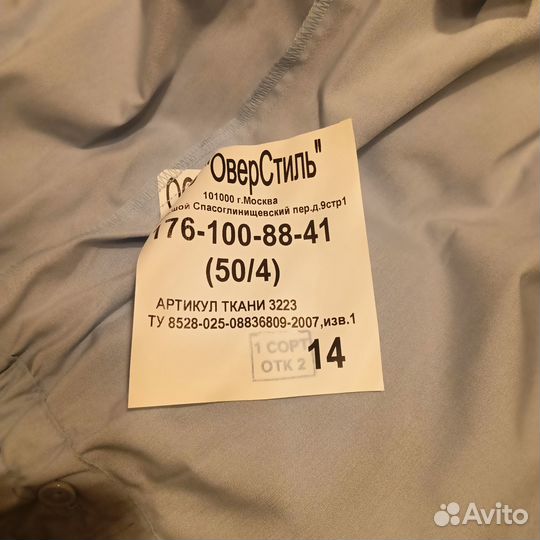 "ОверСтиль"
101000 г.Москва
Спасоглинищевский пер.д.9стр1
176-100-88-41
(50/4)
АРТИКУЛ ТКАНИ 3223
ТУ 8528-025-08836809-2007,изв.1
1 СОРТ
ОТК 2
14
Avito